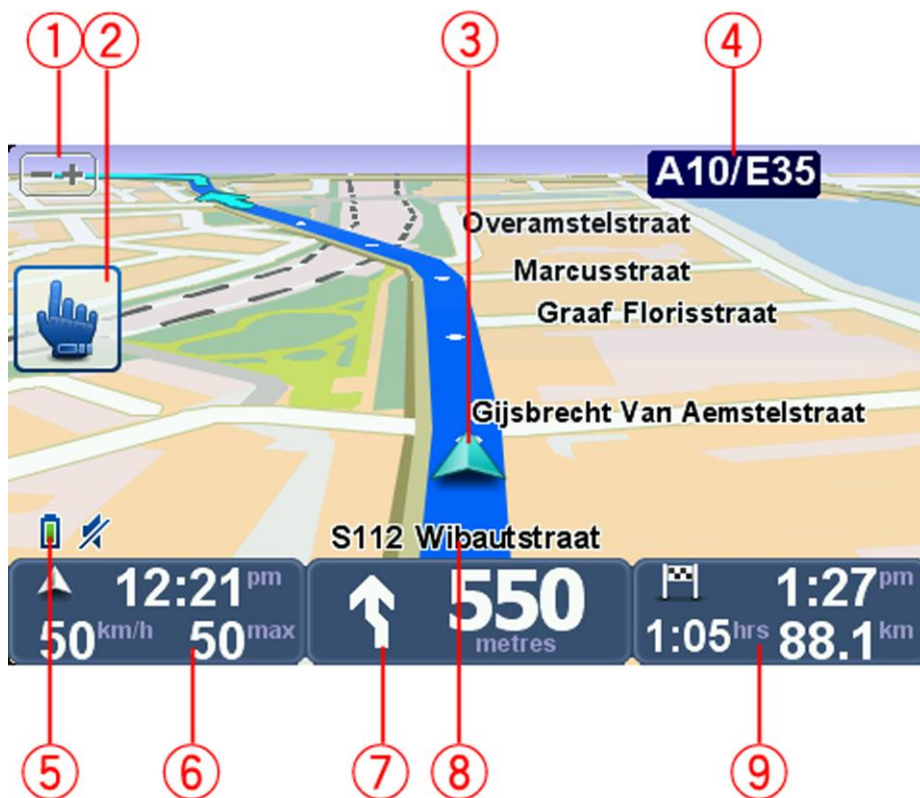 ① ② ③ ④
− +
A10/E35
Overamstelstraat
Marcusstraat
Graaf Florisstraat
Gijsbrecht Van Aemstelstraat
S112 Wibautstraat
12:21 pm
50 km/h 50 max
550
metres
1:27 pm
1:05 hrs 88.1 km
⑤ ⑥ ⑦ ⑧ ⑨